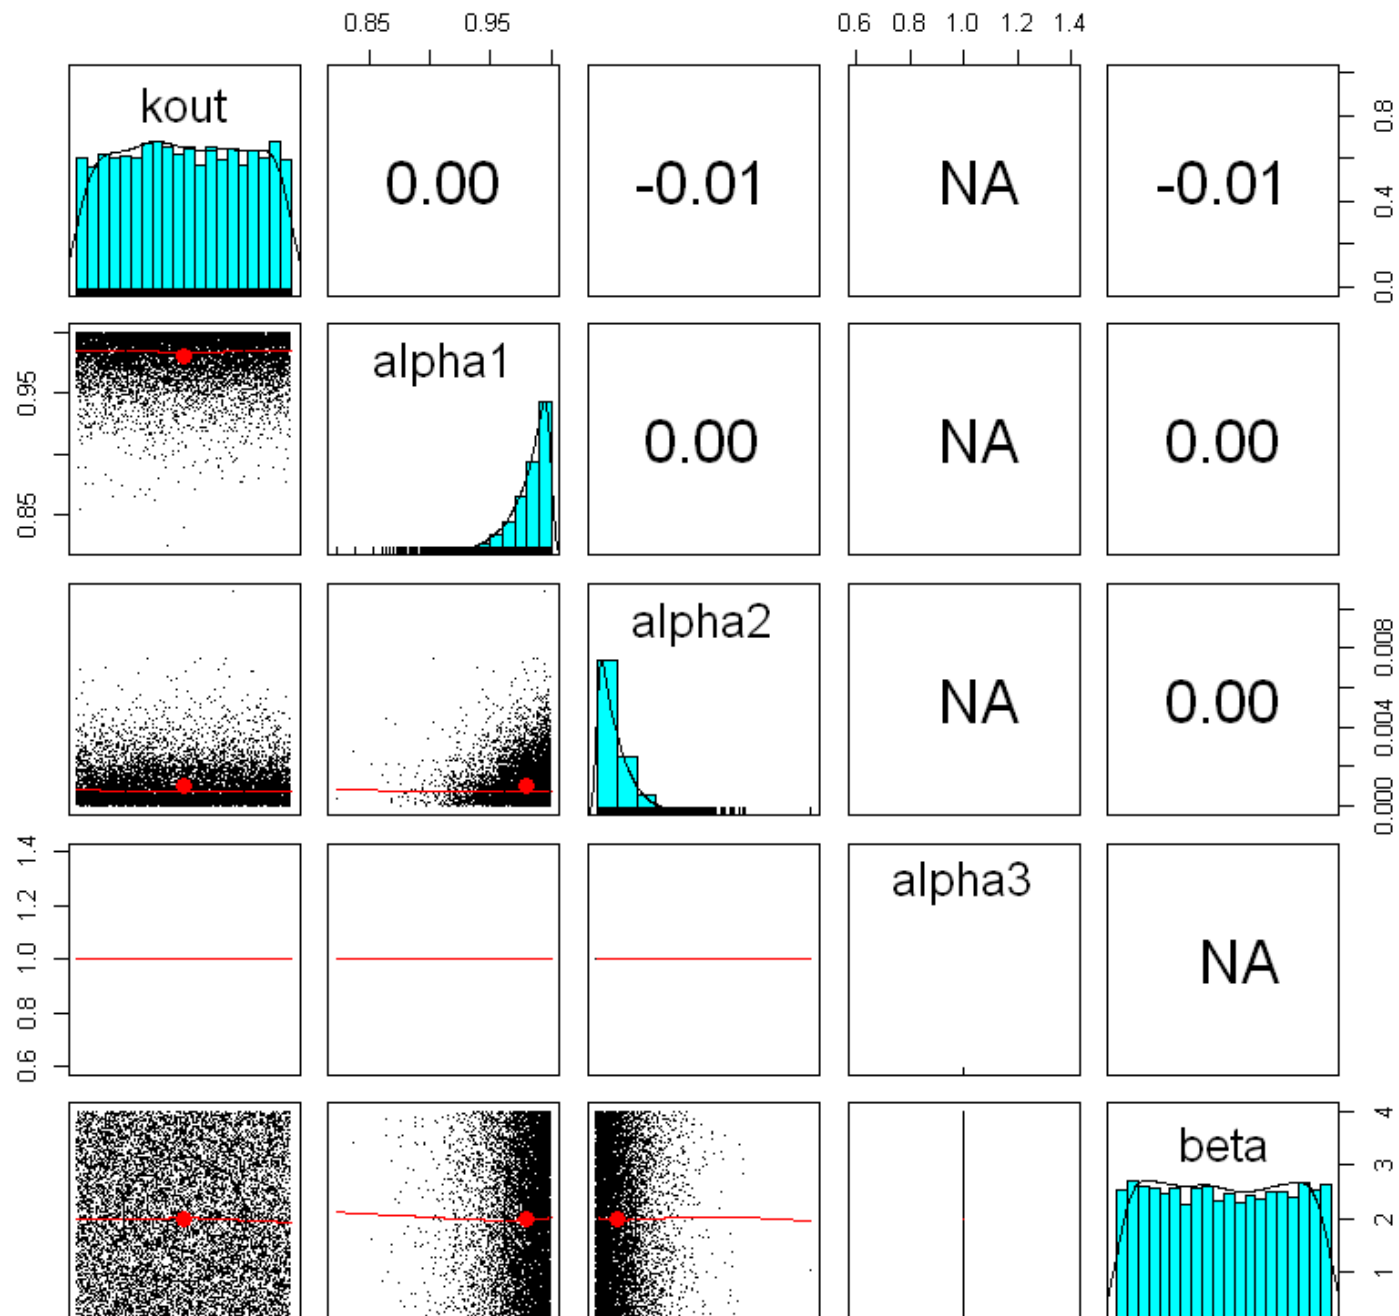 0.85 0.95 0.6 0.8 1.0 1.2 1.4
kout 0.00 -0.01 NA -0.01
0.0 0.4 0.8
alpha1 0.00 NA 0.00
0.85 0.95
alpha2 NA 0.00
0.000 0.004 0.008
alpha3 NA
0.6 0.8 1.0 1.2 1.4
beta
1 2 3 4